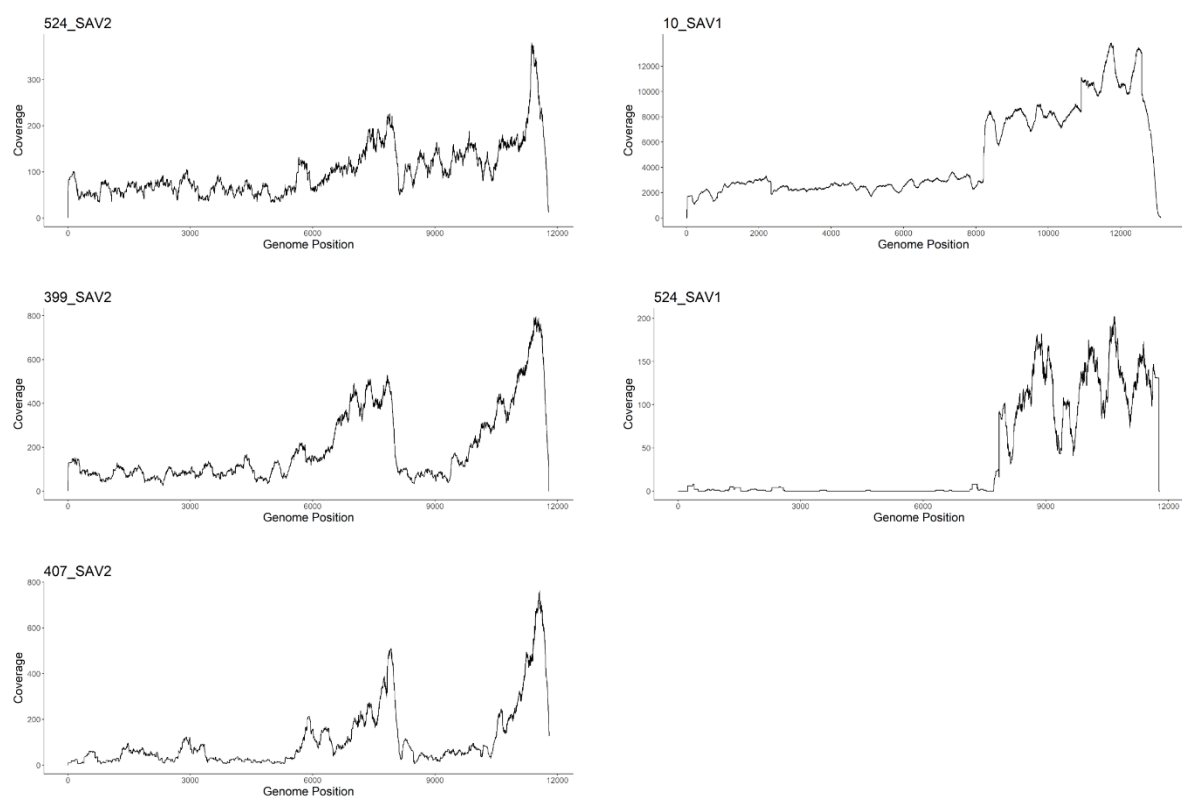 524_SAV2
Coverage
300
200
100
0
0 3000 6000 9000 12000
Genome Position
10_SAV1
Coverage
12000
10000
8000
6000
4000
2000
0
0 2000 4000 6000 8000 10000 12000
Genome Position
399_SAV2
Coverage
800
600
400
200
0
0 3000 6000 9000 12000
Genome Position
524_SAV1
Coverage
200
150
100
50
0
0 3000 6000 9000 12000
Genome Position
407_SAV2
Coverage
800
600
400
200
0
0 3000 6000 9000 12000
Genome Position